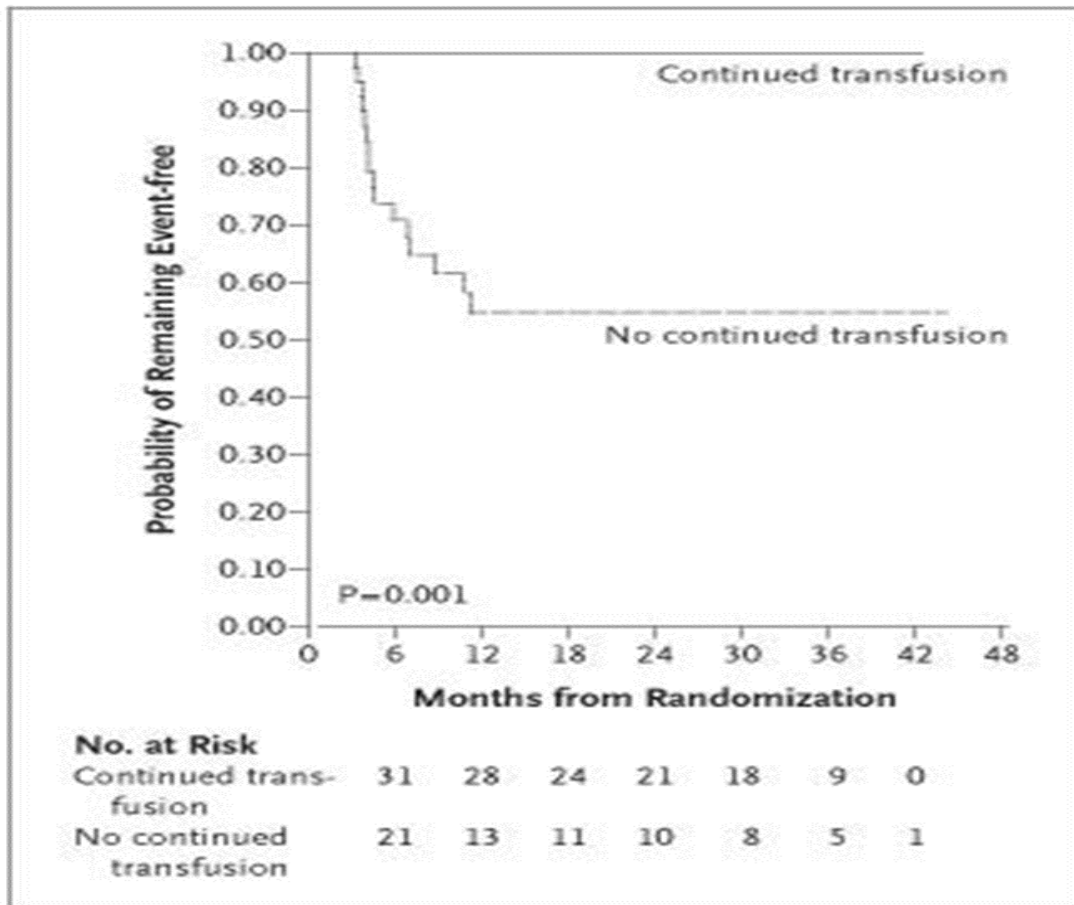 1.00
Continued transfusion
0.90
0.80
0.70
0.60
No continued transfusion
0.50
0.40
0.30
0.20
0.10
P=0.001
0.00
0 6 12 18 24 30 36 42 48
Probability of Remaining Event-free
Months from Randomization
No. at Risk
Continued trans- 31 28 24 21 18 9 0
fusion
No continued 21 13 11 10 8 5 1
transfusion